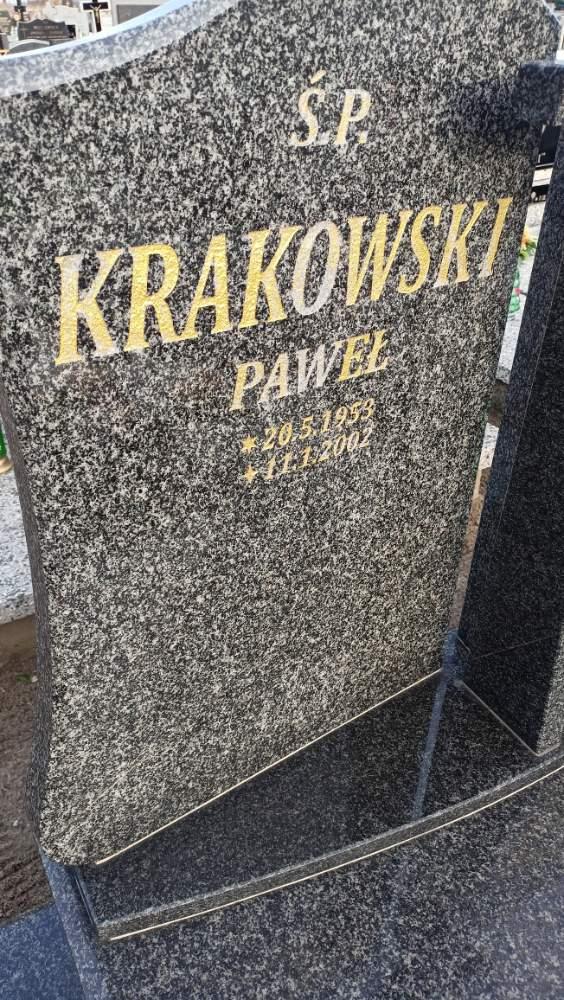 Ś.P.
KRAKOWSKI
PAWEŁ
★20.5.1953
✦11.1.2002